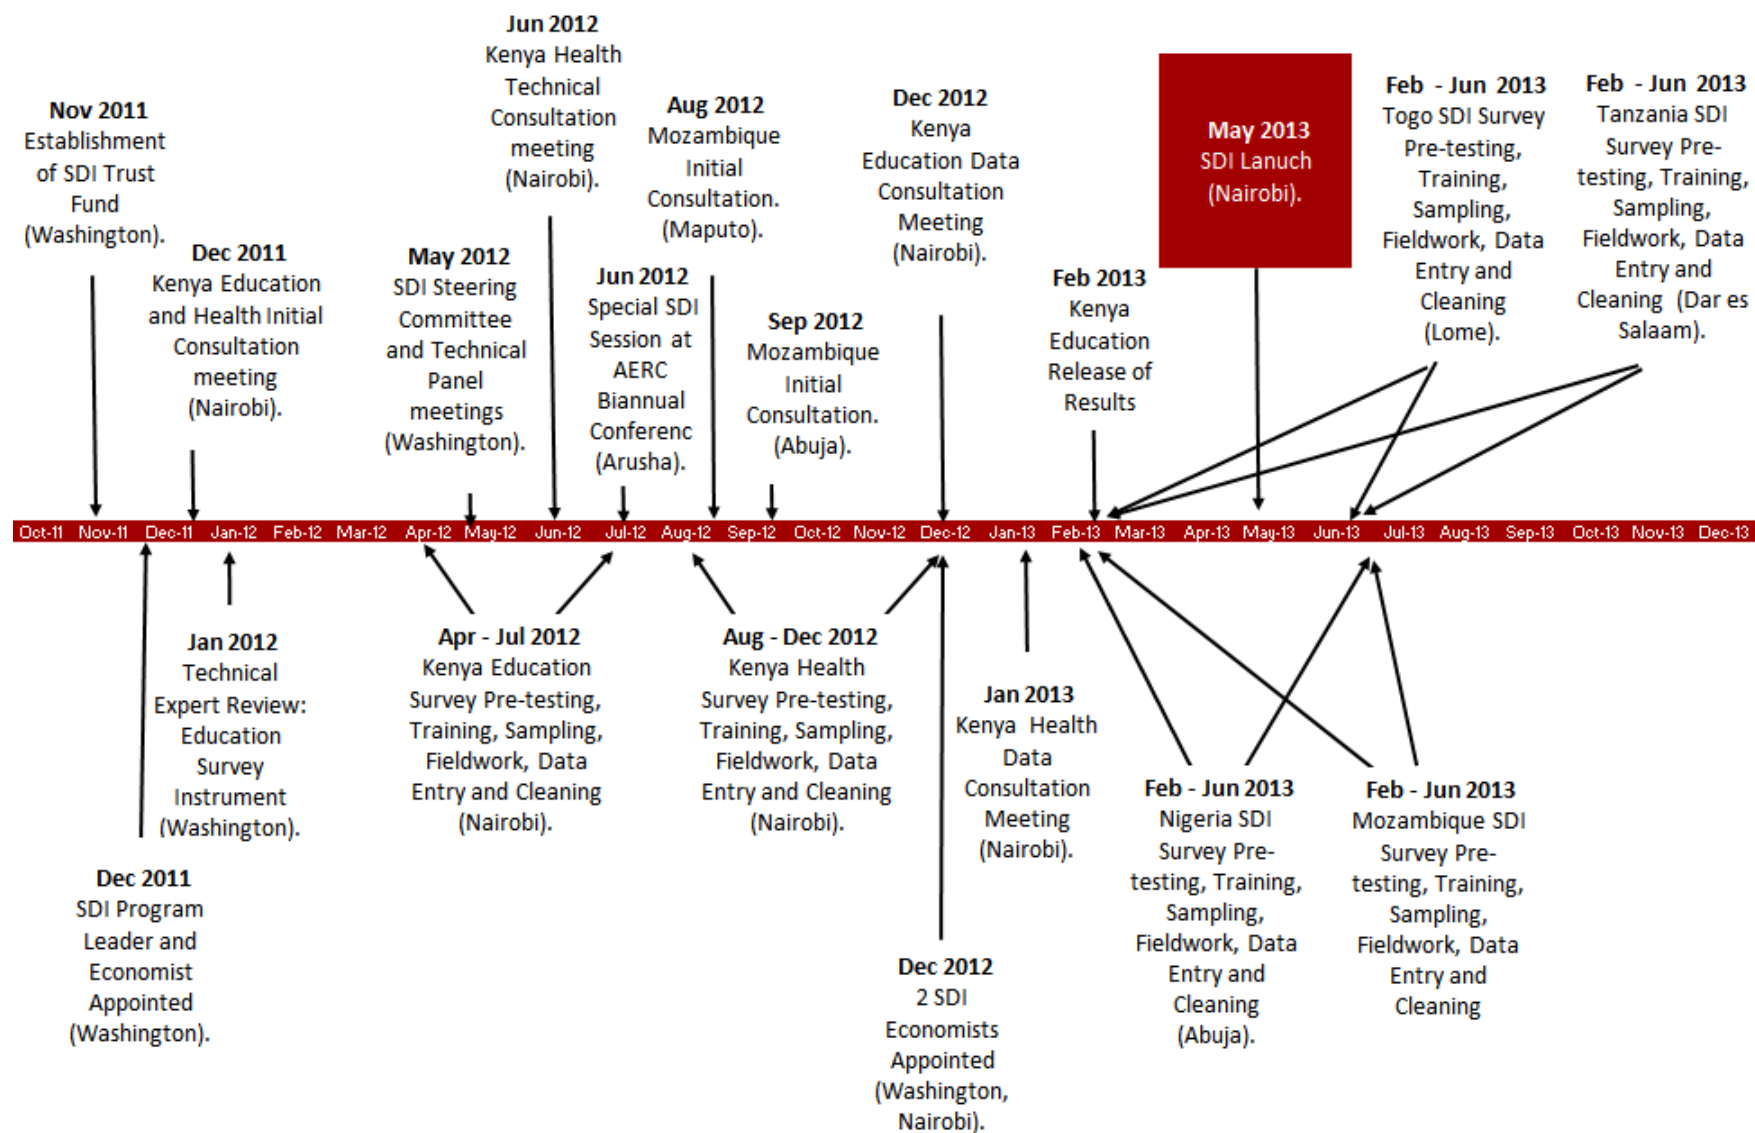 Jun 2012
Kenya Health
Technical
Consultation
meeting
(Nairobi).
Nov 2011
Establishment
of SDI Trust
Fund
(Washington).
Dec 2011
Kenya Education
and Health Initial
Consultation
meeting
(Nairobi).
May 2012
SDI Steering
Committee
and Technical
Panel
meetings
(Washington).
Aug 2012
Mozambique
Initial
Consultation.
(Maputo).
Jun 2012
Special SDI
Session at
AERC
Biannual
Conferenc
(Arusha).
Sep 2012
Mozambique
Initial
Consultation.
(Abuja).
Dec 2012
Kenya
Education Data
Consultation
Meeting
(Nairobi).
Feb 2013
Kenya
Education
Release of
Results
May 2013
SDI Lanuch
(Nairobi).
Feb - Jun 2013
Togo SDI Survey
Pre-testing,
Training,
Sampling,
Fieldwork, Data
Entry and
Cleaning
(Lome).
Feb - Jun 2013
Tanzania SDI
Survey Pre-
testing, Training,
Sampling,
Fieldwork, Data
Entry and
Cleaning (Dar es
Salaam).
Oct-11 Nov-11 Dec-11 Jan-12 Feb-12 Mar-12 Apr-12 May-12 Jun-12 Jul-12 Aug-12 Sep-12 Oct-12 Nov-12 Dec-12 Jan-13 Feb-13 Mar-13 Apr-13 May-13 Jun-13 Jul-13 Aug-13 Sep-13 Oct-13 Nov-13 Dec-13
Jan 2012
Technical
Expert Review:
Education
Survey
Instrument
(Washington).
Dec 2011
SDI Program
Leader and
Economist
Appointed
(Washington).
Apr - Jul 2012
Kenya Education
Survey Pre-testing,
Training, Sampling,
Fieldwork, Data
Entry and Cleaning
(Nairobi).
Aug - Dec 2012
Kenya Health
Survey Pre-testing,
Training, Sampling,
Fieldwork, Data
Entry and Cleaning
(Nairobi).
Dec 2012
2 SDI
Economists
Appointed
(Washington,
Nairobi).
Jan 2013
Kenya Health
Data
Consultation
Meeting
(Nairobi).
Feb - Jun 2013
Nigeria SDI
Survey Pre-
testing, Training,
Sampling,
Fieldwork, Data
Entry and
Cleaning
(Abuja).
Feb - Jun 2013
Mozambique SDI
Survey Pre-
testing, Training,
Sampling,
Fieldwork, Data
Entry and
Cleaning